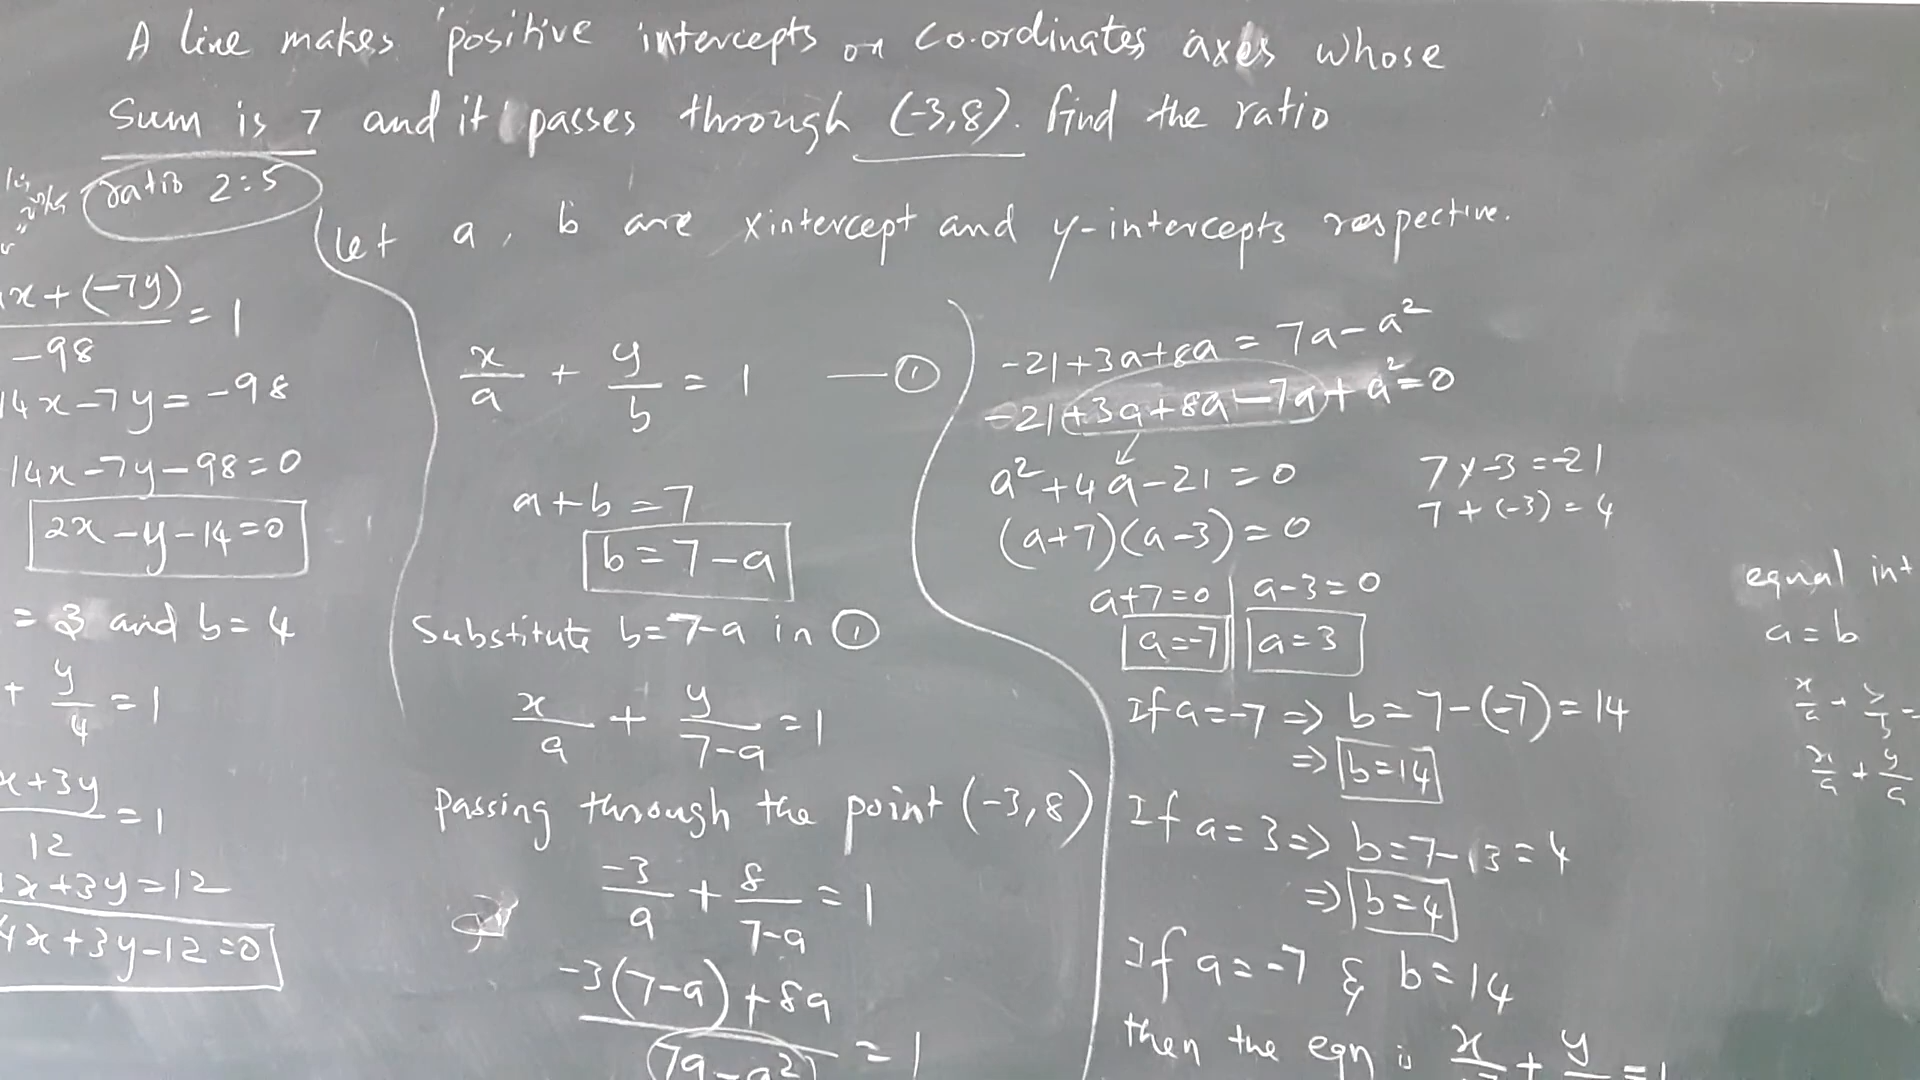 A line makes positive intercepts on co.ordinates axes whose
Sum is 7 and it passes through (-3,8). find the ratio
ratio 2:5
let a, b are x intercept and y-intercepts respective.
x + (-7y)
= 1
-98
14x-7y = -98
14x-7y-98=0
2x-y-14=0
= 3 and b=4
+ y/4 = 1
x+3y
= 1
12
x+3y=12
4x+3y-12=0
x/a + y/b = 1 —①
a+b=7
b=7-a
Substitute b=7-a in ①
x/a + y/7-a = 1
passing through the point (-3,8)
-3/a + 8/7-a = 1
-3(7-a)+8a
= 1
7a-a²
-21+3a+8a = 7a-a²
-21+3a+8a-7a+a²=0
a²+4a-21=0
(a+7)(a-3)=0
7x-3=-21
7+(-3)=4
a+7=0 a-3=0
a=-7 a=3
If a=-7 => b=7-(-7)=14
=> b=14
If a=3 => b=7-13=4
=> b=4
If a=-7 & b=14
then the eqn is x + y =1
equal int
a=b
x/a + y/a